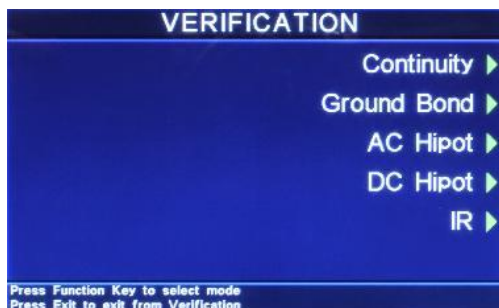 VERIFICATION
Continuity
Ground Bond
AC Hipot
DC Hipot
IR
Press Function Key to select mode
Press Exit to exit from Verification